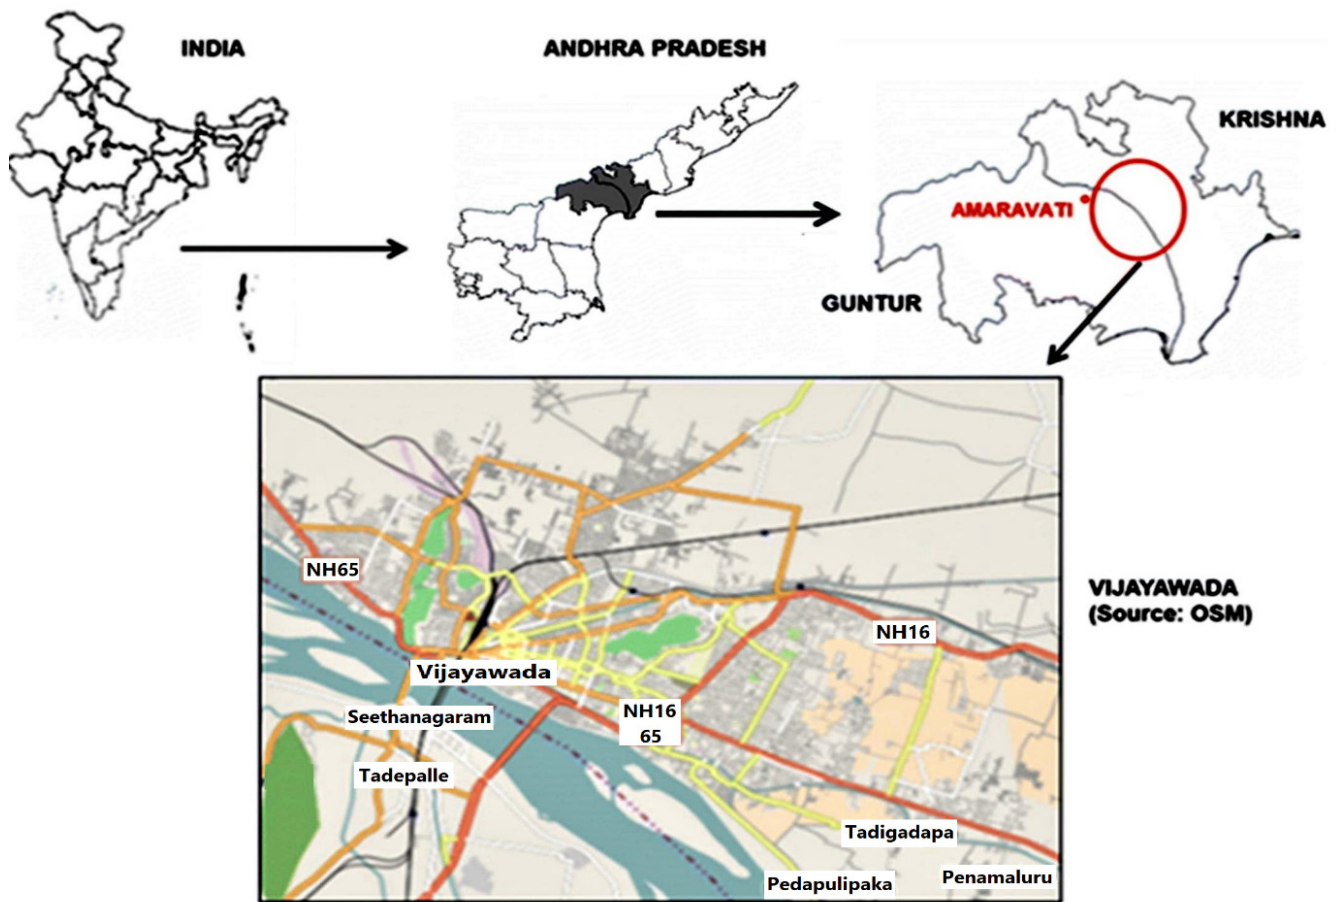 INDIA
ANDHRA PRADESH
KRISHNA
AMARAVATI
GUNTUR
NH65
VIJAYAWADA
(Source: OSM)
NH16
Vijayawada
Seethanagaram
NH16
65
Tadepalle
Tadigadapa
Pedapulipaka
Penamaluru